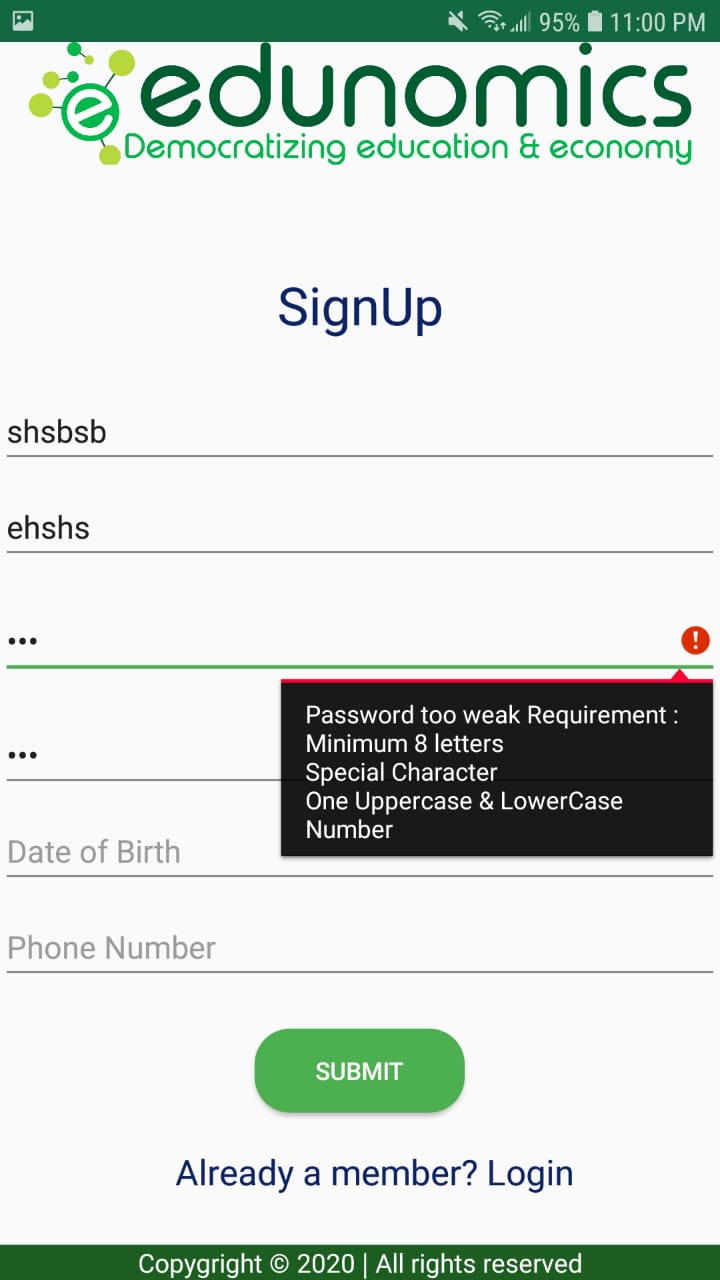 95% 11:00 PM
edunomics
Democratizing education & economy
SignUp
shsbsb
ehshs
•••
Password too weak Requirement :
Minimum 8 letters
•••
Special Character
One Uppercase & LowerCase
Number
Date of Birth
Phone Number
SUBMIT
Already a member? Login
Copygright © 2020 | All rights reserved